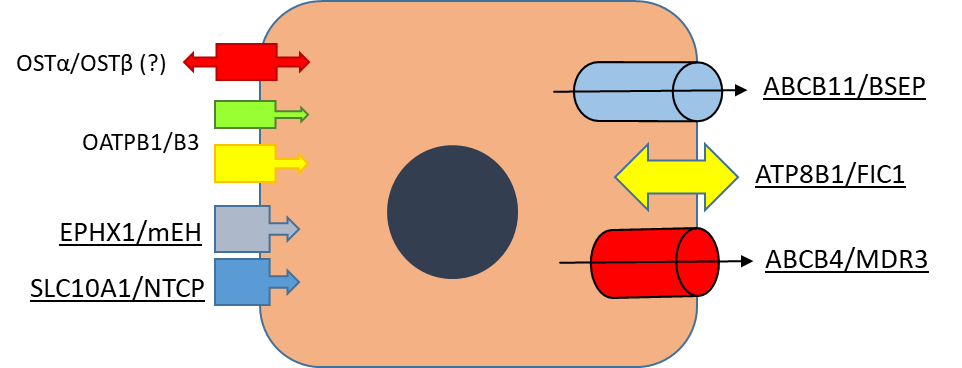 OSTα/OSTβ (?)
OATPB1/B3
EPHX1/mEH
SLC10A1/NTCP
ABCB11/BSEP
ATP8B1/FIC1
ABCB4/MDR3